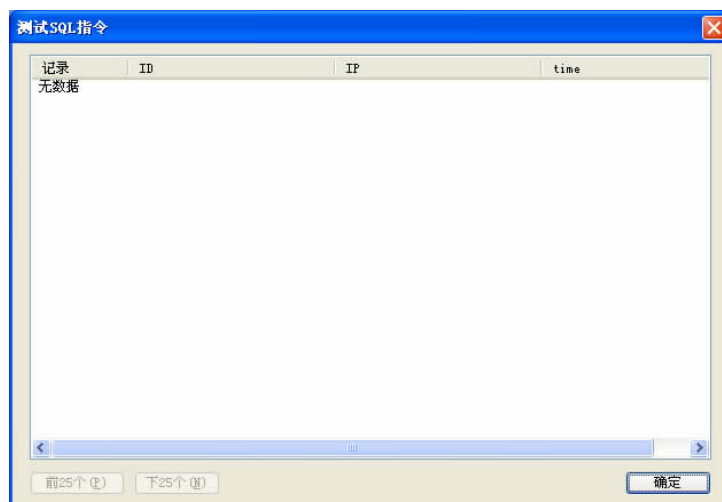 测试SQL指令
记录 ID IP time
无数据
前25个(P) 下25个(N) 确定